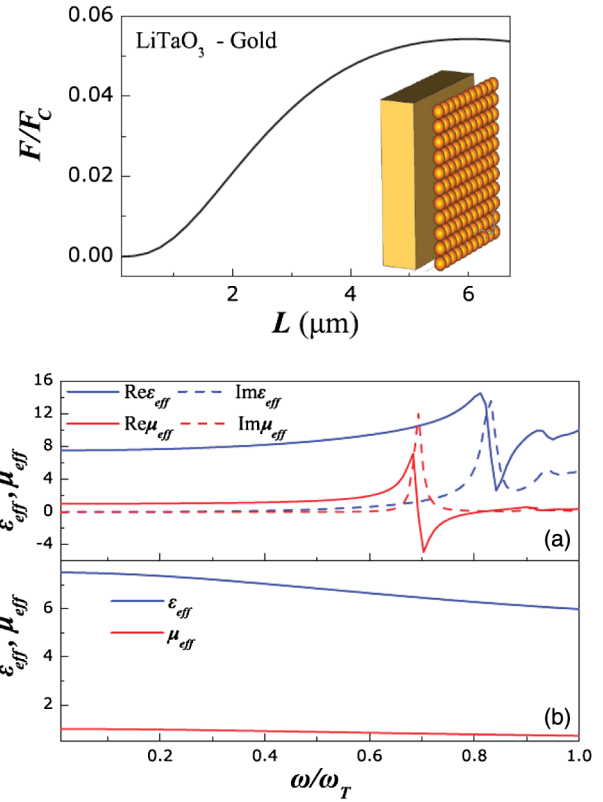 0.06
LiTaO3 - Gold
0.04
F/FC
0.02
0.00
2 4 6
L (μm)
16
Reεeff Imεeff
12
Reμeff Imμeff
8
εeff, μeff
4
0
-4
(a)
6
εeff
μeff
εeff, μeff
4
2
(b)
0.2 0.4 0.6 0.8 1.0
ω/ωT